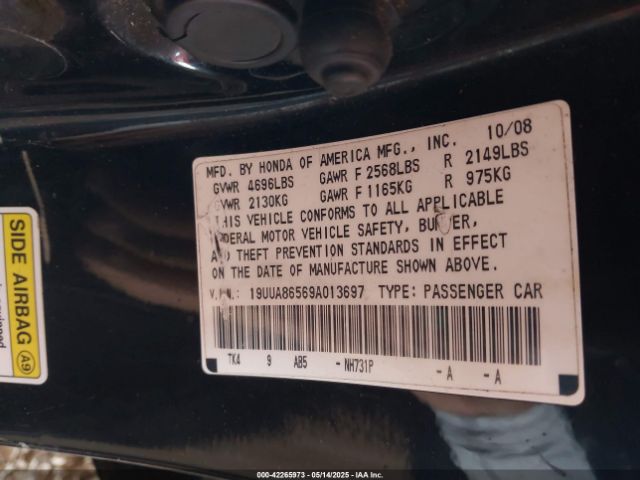 MFD. BY HONDA OF AMERICA MFG., INC. 10/08
GVWR 4696LBS GAWR F 2568LBS R 2149LBS
GVWR 2130KG GAWR F 1165KG R 975KG
THIS VEHICLE CONFORMS TO ALL APPLICABLE
FEDERAL MOTOR VEHICLE SAFETY, BUMPER,
AND THEFT PREVENTION STANDARDS IN EFFECT
ON THE DATE OF MANUFACTURE SHOWN ABOVE.
V.I.N. 19UUA86569A013697 TYPE: PASSENGER CAR
TK4 9 AB5 - NH731P -A -A
SIDE AIRBAG A9
equipped
000-42265973 - 05/14/2025 - IAA Inc.